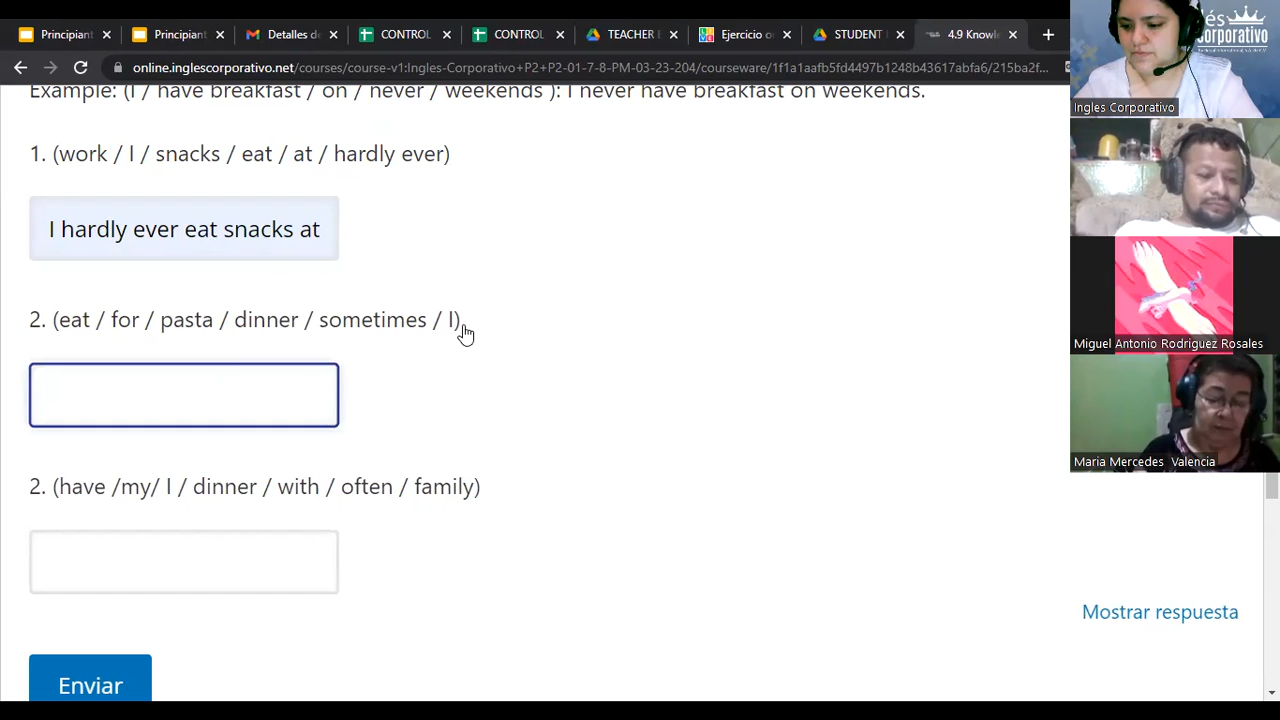 Principiant
Principiant
Detalles de
CONTROL
CONTROL
TEACHER E
Ejercicio o
STUDENT
4.9 Knowle
és
Corporativo
online.inglescorporativo.net/courses/course-v1:Ingles-Corporativo+P2-01-7-8-PM-03-23-204/courseware/1bf1eafb5fd4497b1248b43617abfa6/215ba2f...
Ingles Corporativo
Example: (I / have breakfast / on / never / weekends ): I never have breakfast on weekends.
1. (work / I / snacks / eat / at / hardly ever)
I hardly ever eat snacks at
2. (eat / for / pasta / dinner / sometimes / I)
Miguel Antonio Rodriguez Rosales
Maria Mercedes Valencia
2. (have /my/ I / dinner / with / often / family)
Mostrar respuesta
Enviar